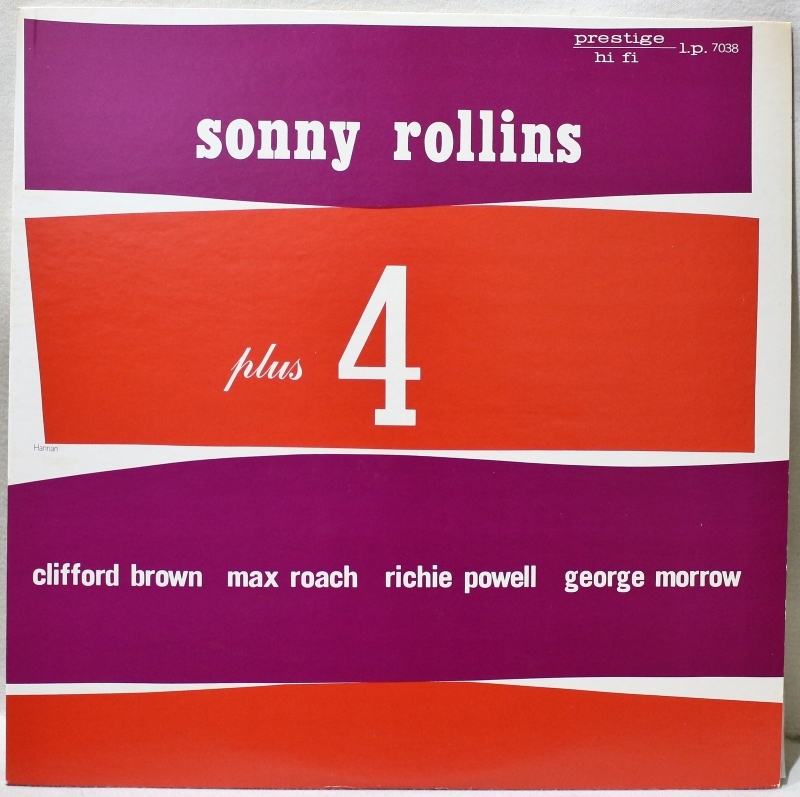 prestige
hi fi
l.p. 7038
sonny rollins
plus 4
Hannan
clifford brown max roach richie powell george morrow